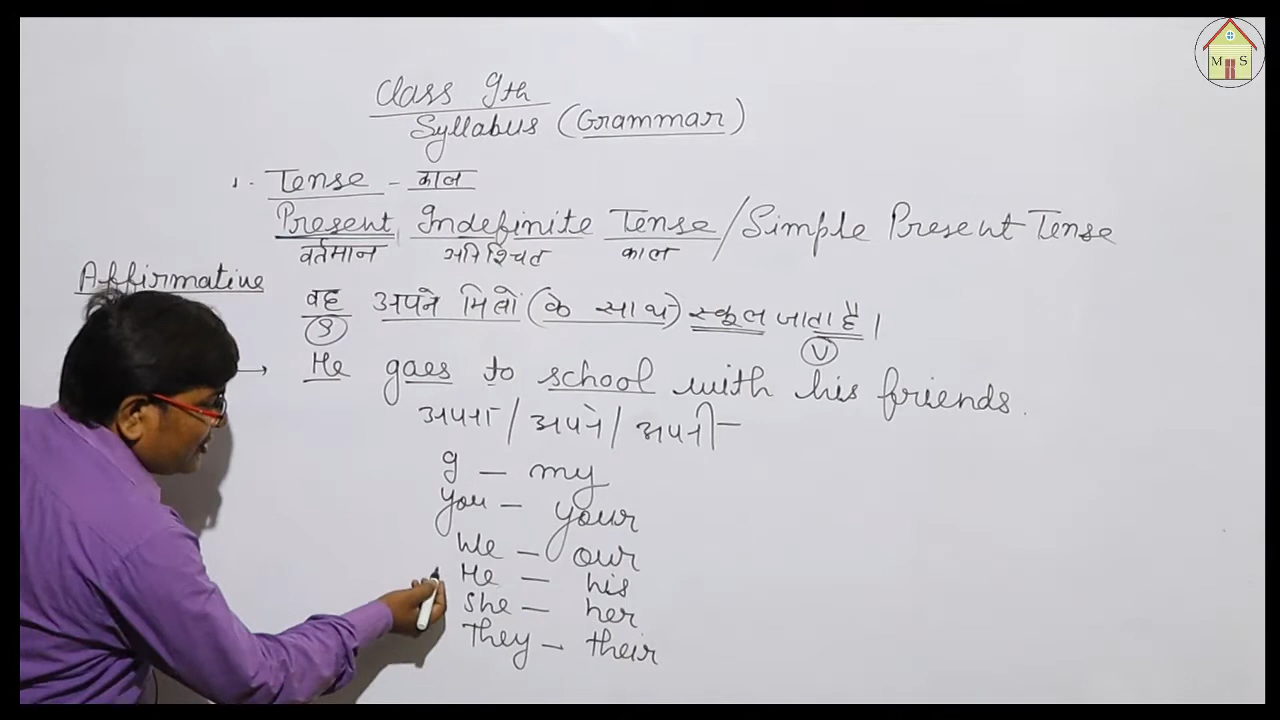 M S
Class 9th
Syllabus (Grammar)
1. Tense - काल
Present Indefinite Tense / Simple Present Tense
वर्तमान अनिश्चित काल
Affirmative
वह अपने मित्रों (के साथ) स्कूल जाता है।
S V
→ He goes to school with his friends.
अपना / अपने / अपनी -
I - my
you - your
We - our
He - his
She - her
They - their